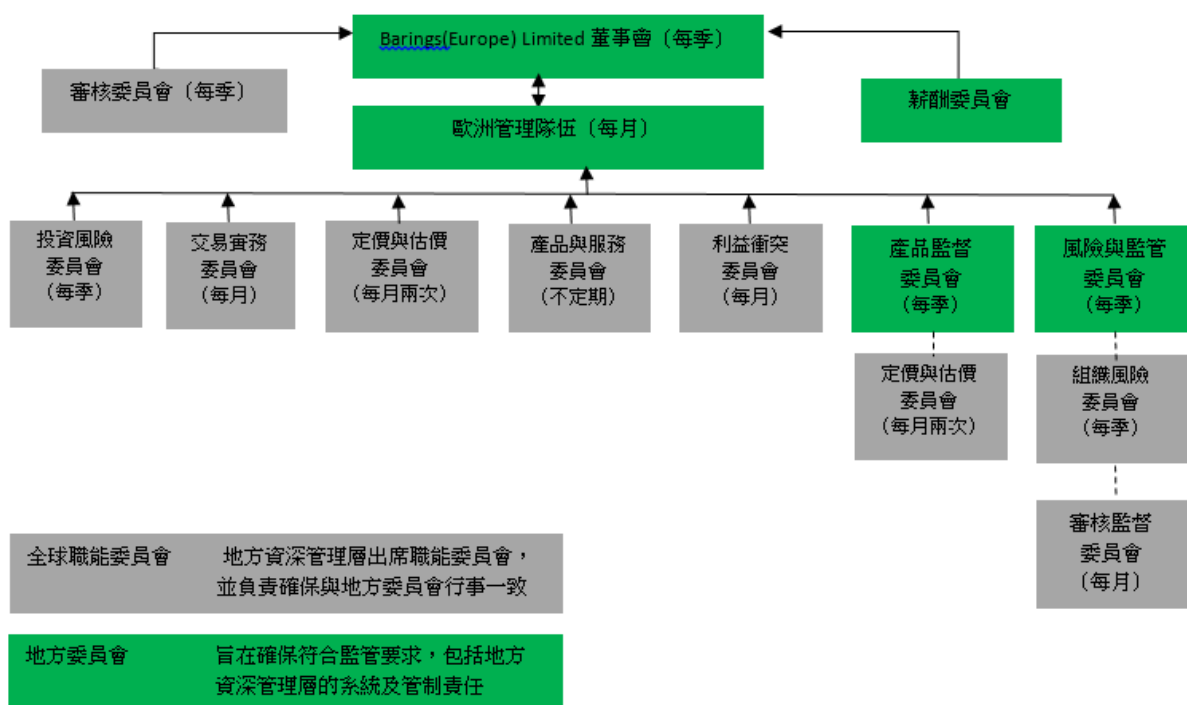 Barings(Europe) Limited 董事會（每季）
審核委員會（每季）
薪酬委員會
歐洲管理隊伍（每月）
投資風險
委員會
(每季)
交易實務
委員會
(每月)
定價與估價
委員會
(每月兩次)
產品與服務
委員會
(不定期)
利益衝突
委員會
(每月)
產品監督
委員會
(每季)
風險與監管
委員會
(每季)
定價與估價
委員會
(每月兩次)
組織風險
委員會
(每季)
審核監督
委員會
(每月)
全球職能委員會 地方資深管理層出席職能委員會，
並負責確保與地方委員會行事一致
地方委員會 旨在確保符合監管要求，包括地方
資深管理層的系統及管制責任